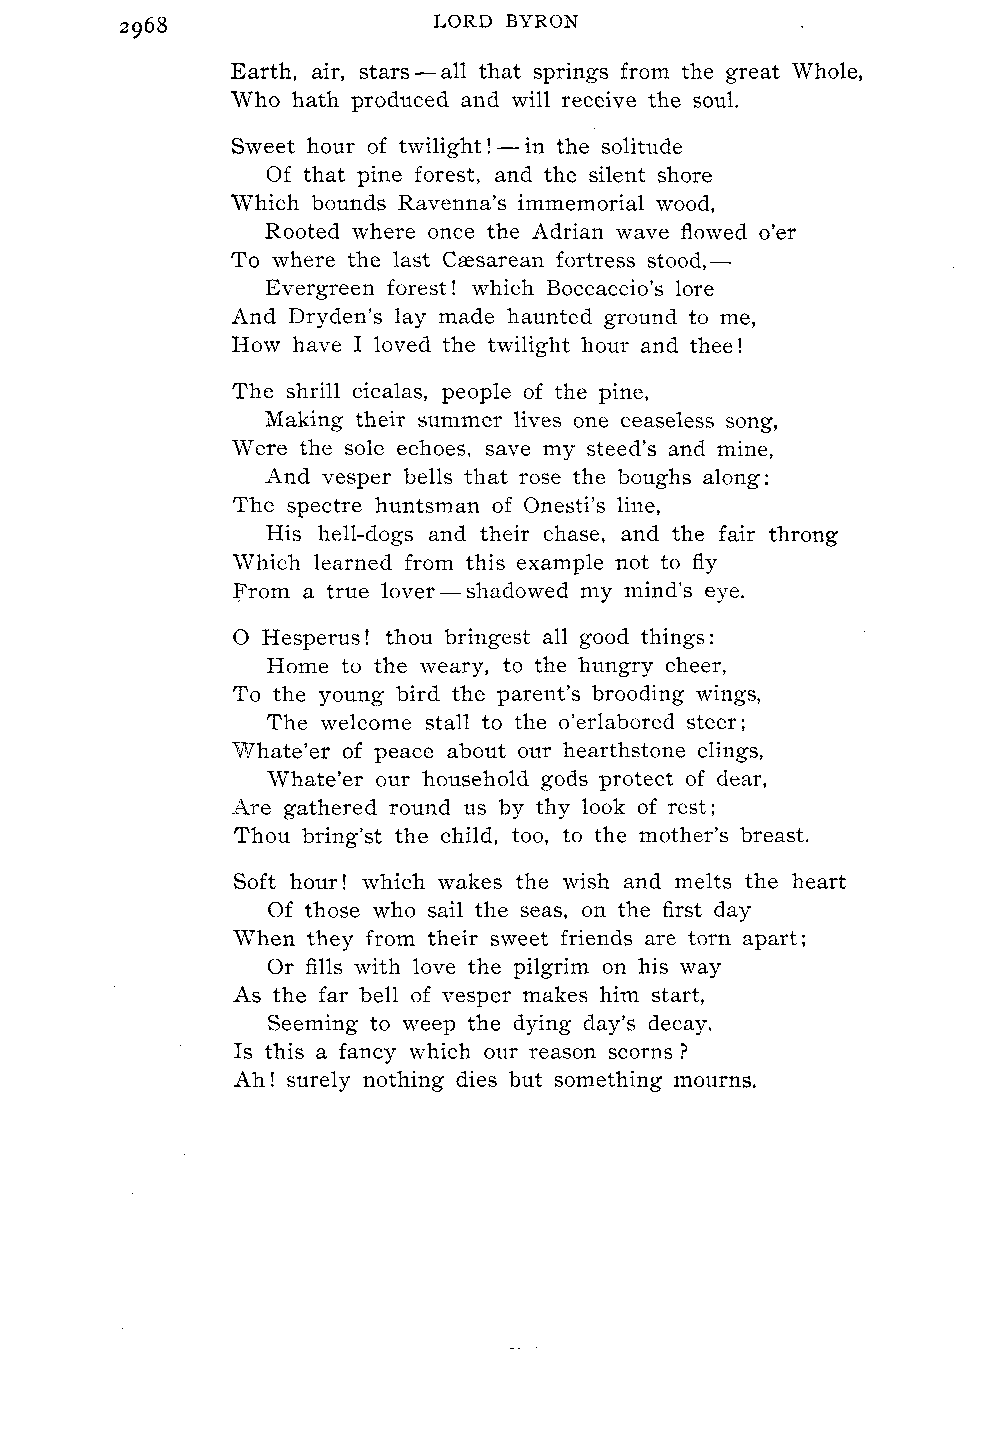 2968
LORD BYRON
Earth, air, stars — all that springs from the great Whole,
Who hath produced and will receive the soul.
Sweet hour of twilight! — in the solitude
Of that pine forest, and the silent shore
Which bounds Ravenna's immemorial wood,
Rooted where once the Adrian wave flowed o'er
To where the last Cæsarean fortress stood,—
Evergreen forest! which Boccaccio's lore
And Dryden's lay made haunted ground to me,
How have I loved the twilight hour and thee!
The shrill cicalas, people of the pine,
Making their summer lives one ceaseless song,
Were the sole echoes, save my steed's and mine,
And vesper bells that rose the boughs along:
The spectre huntsman of Onesti's line,
His hell-dogs and their chase, and the fair throng
Which learned from this example not to fly
From a true lover — shadowed my mind's eye.
O Hesperus! thou bringest all good things:
Home to the weary, to the hungry cheer,
To the young bird the parent's brooding wings,
The welcome stall to the o'erlabored steer;
Whate'er of peace about our hearthstone clings,
Whate'er our household gods protect of dear,
Are gathered round us by thy look of rest;
Thou bring'st the child, too, to the mother's breast.
Soft hour! which wakes the wish and melts the heart
Of those who sail the seas, on the first day
When they from their sweet friends are torn apart;
Or fills with love the pilgrim on his way
As the far bell of vesper makes him start,
Seeming to weep the dying day's decay.
Is this a fancy which our reason scorns?
Ah! surely nothing dies but something mourns.